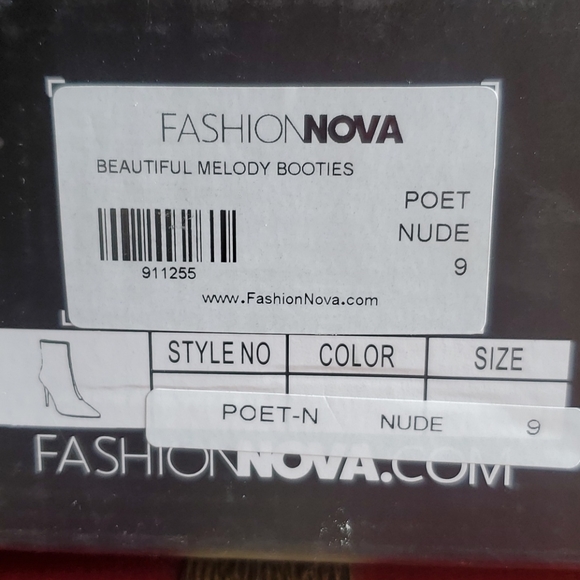 FASHIONNOVA
BEAUTIFUL MELODY BOOTIES
POET
NUDE
911255
9
www.FashionNova.com
STYLE NO COLOR SIZE
POET-N NUDE 9
FASHIONNOVA.COM